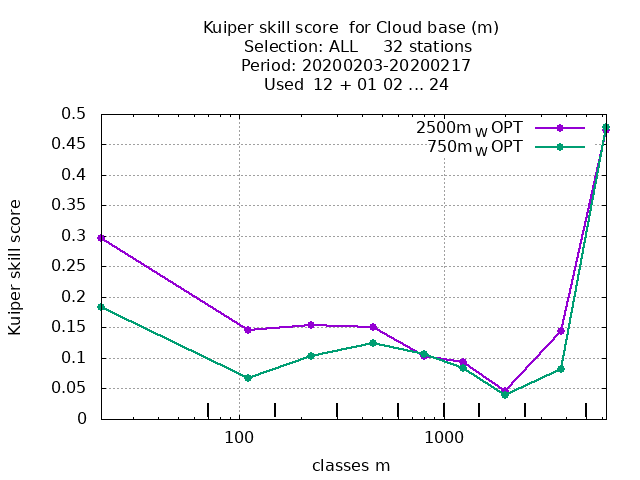 Kuiper skill score  for Cloud base (m)
Selection: ALL     32 stations
Period: 20200203-20200217
Used  12 + 01 02 ... 24
2500m W OPT
750m W OPT
0.5
0.45
0.4
0.35
0.3
0.25
0.2
0.15
0.1
0.05
0
Kuiper skill score
100
1000
classes m